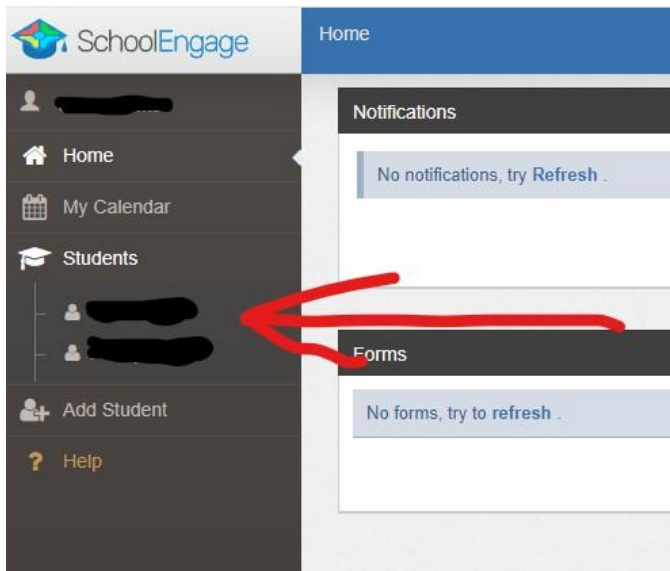 SchoolEngage
Home
Home
My Calendar
Students
Add Student
Help
Notifications
No notifications, try Refresh .
Forms
No forms, try to refresh .